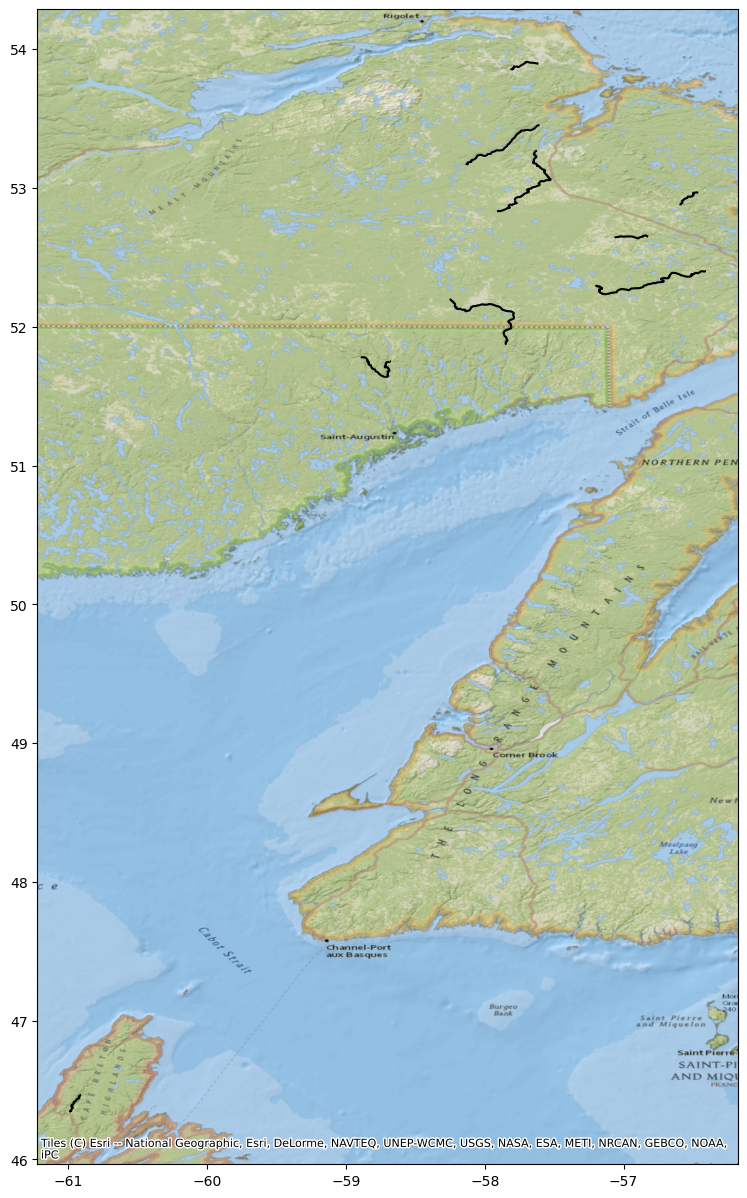 Rigolet
54
MEALY MOUNTAINS
53
52
Saint-Augustin
Strait of Belle Isle
51
NORTHERN PEN
50
BAIE VERTE
THE LONG RANGE MOUNTAINS
49
Corner Brook
Newf
Meelpaeg
Lake
48
c e
Cabot Strait
Channel-Port
aux Basques
47
Burgeo
Bank
Saint Pierre
and Miquelon
Saint Pierre
SAINT-PI
AND MIQU
FRANC
CAPE BRETON
HIGHLANDS
46
Tiles (C) Esri -- National Geographic, Esri, DeLorme, NAVTEQ, UNEP-WCMC, USGS, NASA, ESA, METI, NRCAN, GEBCO, NOAA,
iPC
−61 −60 −59 −58 −57